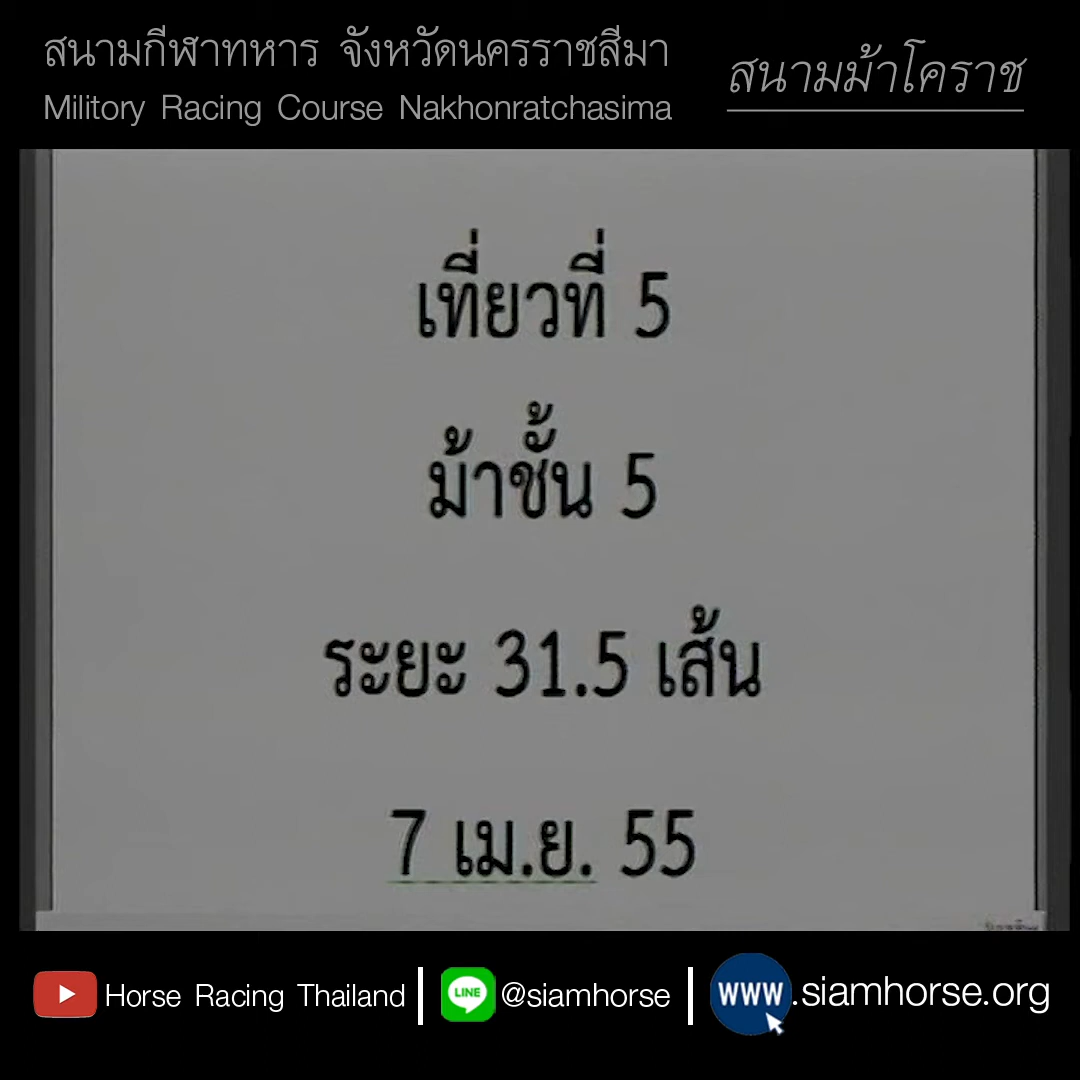 สนามกีฬาทหาร จังหวัดนครราชสีมา
Militory Racing Course Nakhonratchasima
สนามม้าโคราช
เที่ยวที่ 5
ม้าชั้น 5
ระยะ 31.5 เส้น
7 เม.ย. 55
Horse Racing Thailand
LINE
@siamhorse
www.siamhorse.org